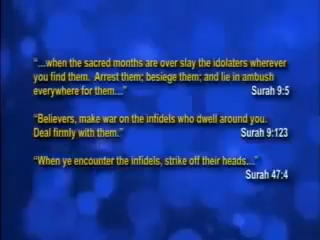 “...when the sacred months are over slay the idolaters wherever
you find them. Arrest them; besiege them; and lie in ambush
everywhere for them...” Surah 9:5
“Believers, make war on the infidels who dwell around you.
Deal firmly with them.” Surah 9:123
“When ye encounter the infidels, strike off their heads...”
Surah 47:4